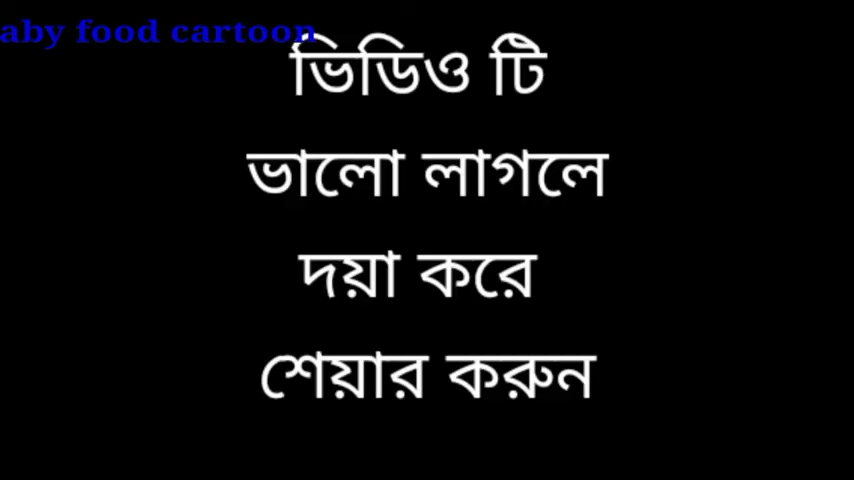 aby food cartoon
ভিডিও টি
ভালো লাগলে
দয়া করে
শেয়ার করুন